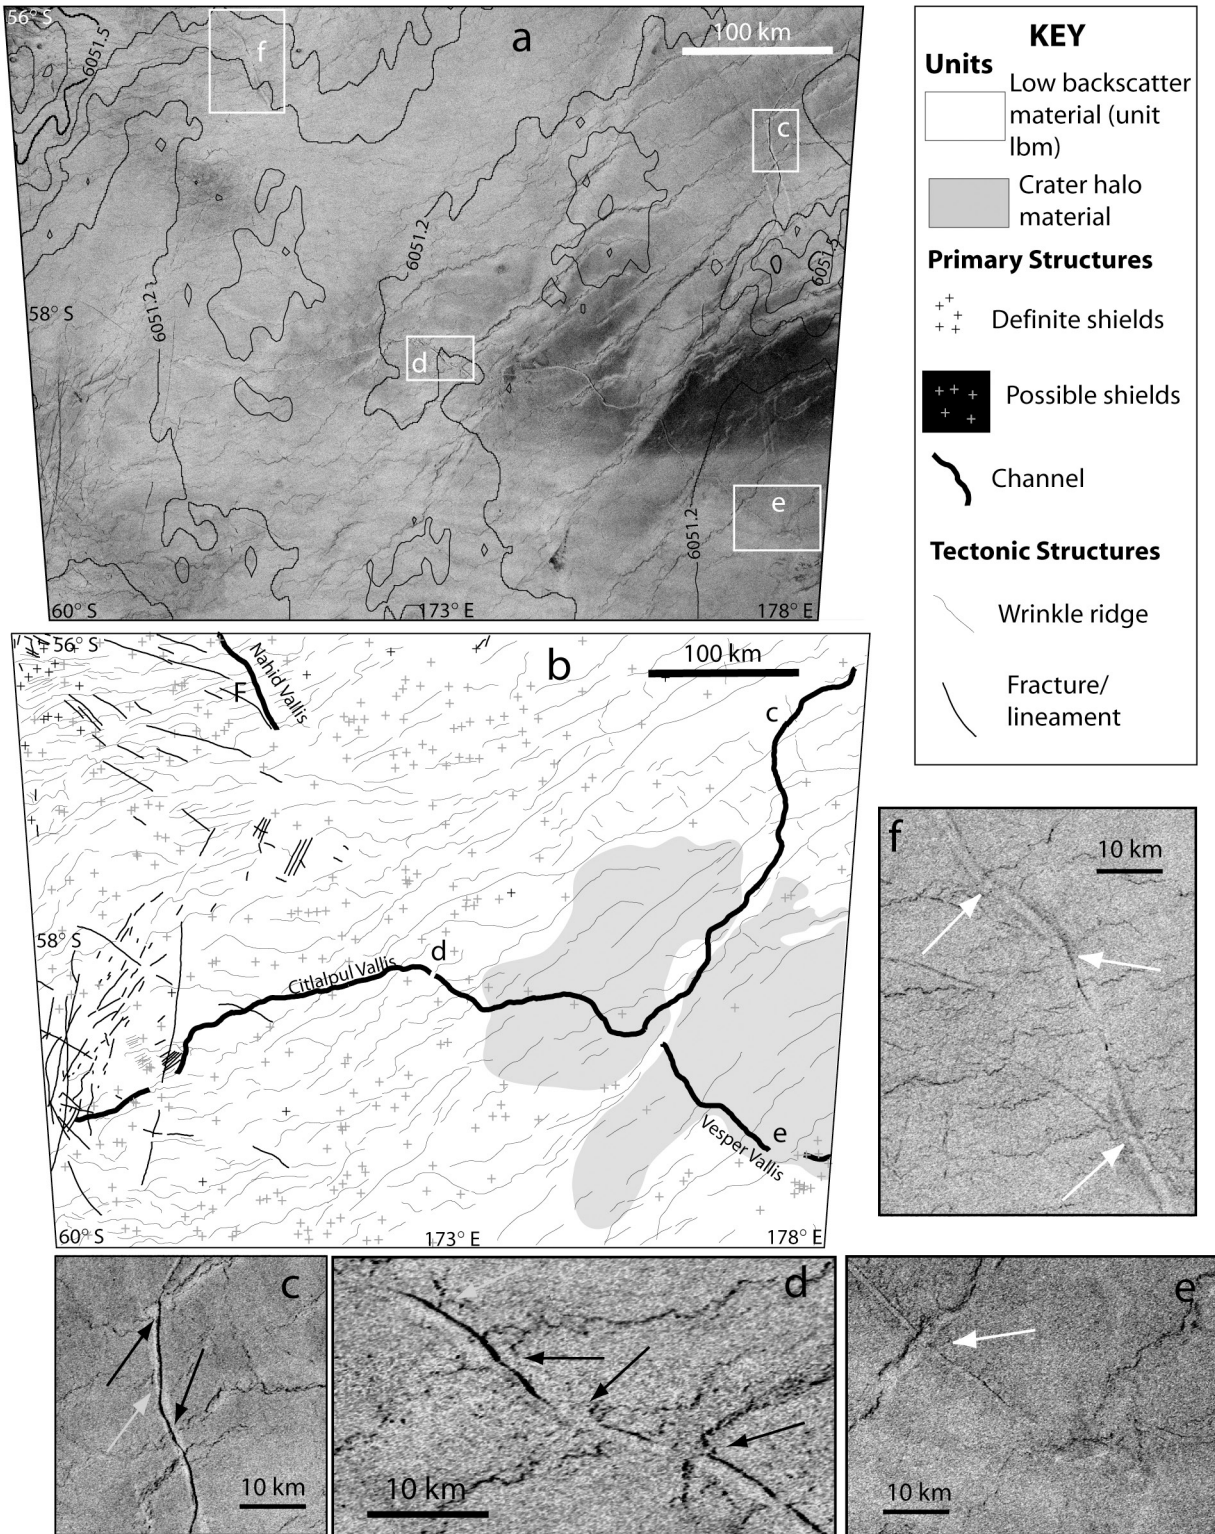 56° S
6051.5
f
a
100 km
c
6051.2
6051.5
58° S
6051.2
d
e
6051.2
60° S
173° E
178° E
KEY
Units
Low backscatter
material (unit
lbm)
Crater halo
material
Primary Structures
Definite shields
Possible shields
Channel
Tectonic Structures
Wrinkle ridge
Fracture/
lineament
56° S
Nahid Vallis
F
b
100 km
c
58° S
d
Citlalpul Vallis
e
Vesper Vallis
60° S
173° E
178° E
f
10 km
c
10 km
d
10 km
e
10 km